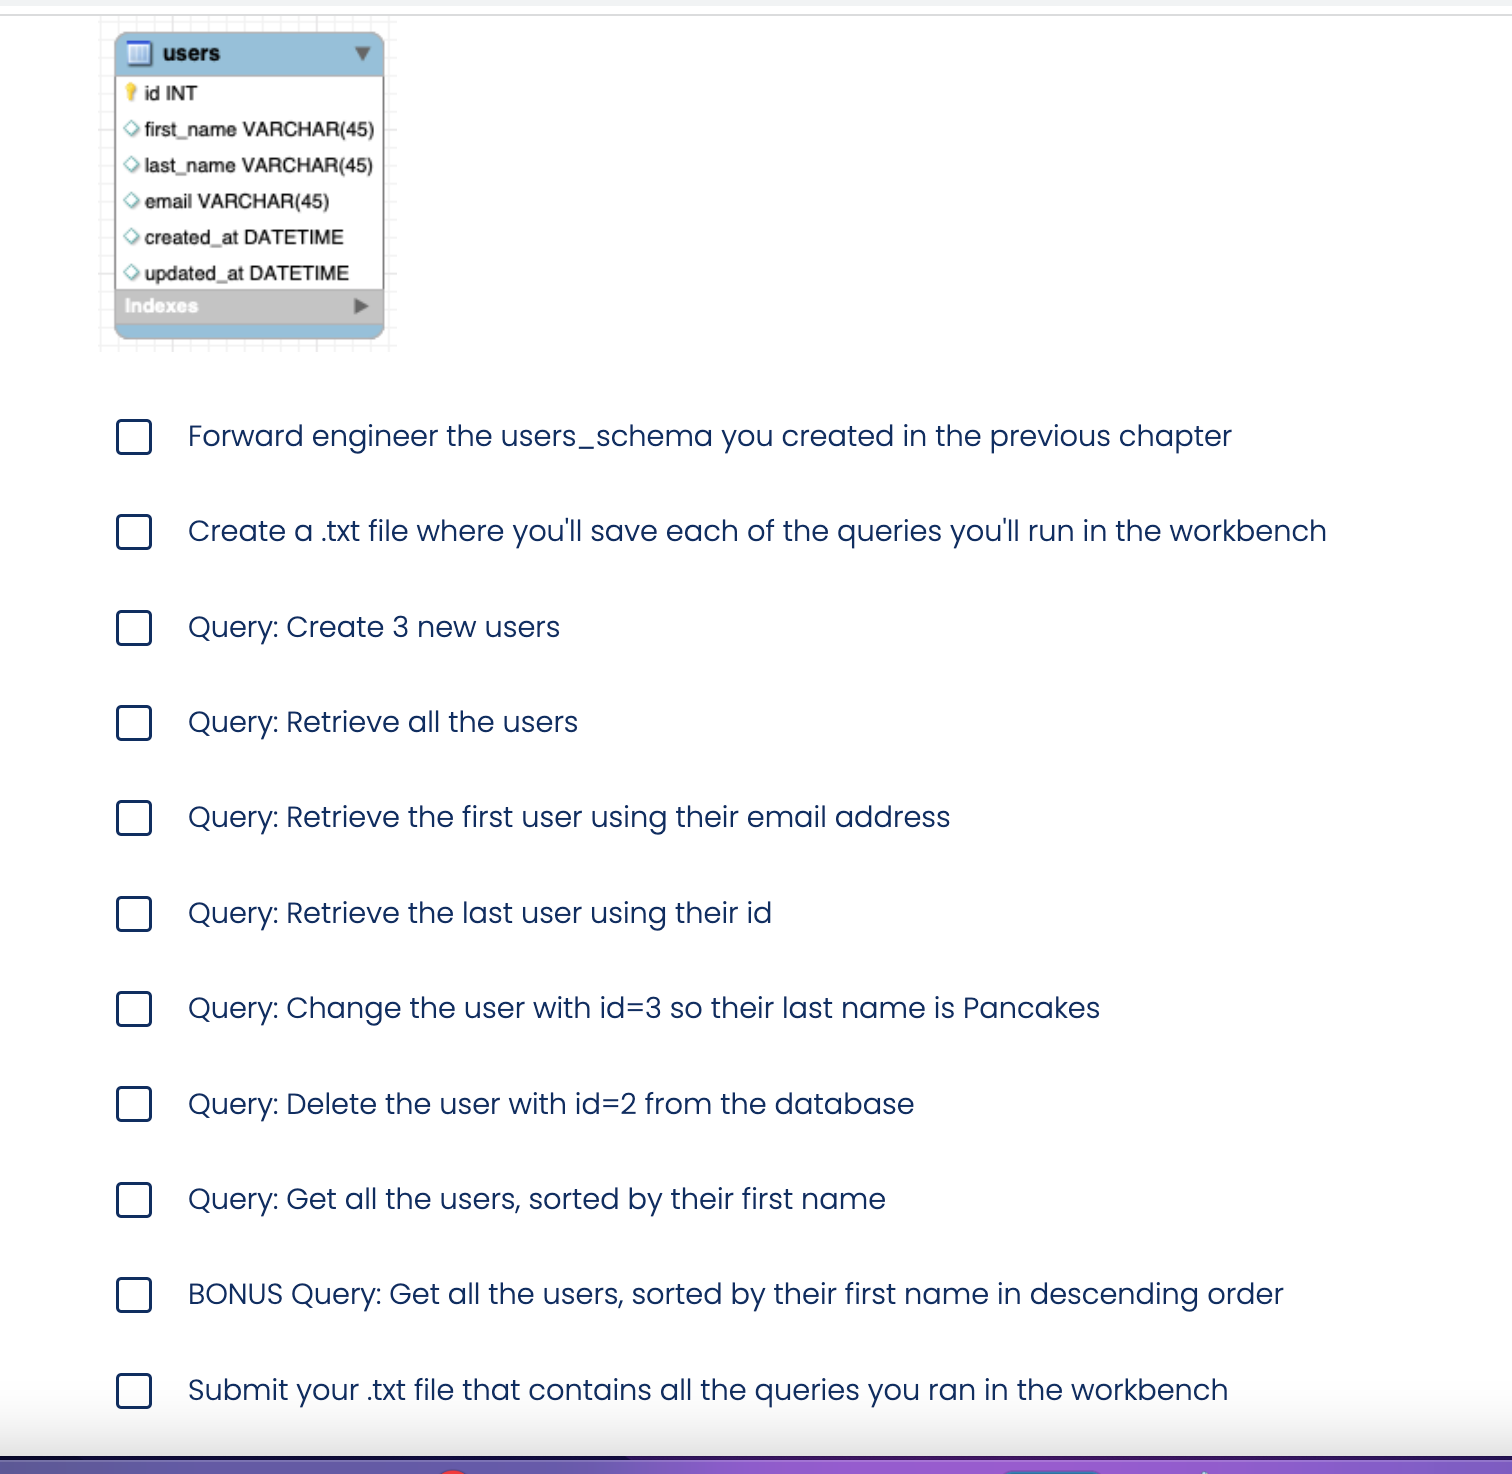 users
id INT
first_name VARCHAR(45)
last_name VARCHAR(45)
email VARCHAR(45)
created_at DATETIME
updated_at DATETIME
Indexes
Forward engineer the users_schema you created in the previous chapter
Create a .txt file where you'll save each of the queries you'll run in the workbench
Query: Create 3 new users
Query: Retrieve all the users
Query: Retrieve the first user using their email address
Query: Retrieve the last user using their id
Query: Change the user with id=3 so their last name is Pancakes
Query: Delete the user with id=2 from the database
Query: Get all the users, sorted by their first name
BONUS Query: Get all the users, sorted by their first name in descending order
Submit your .txt file that contains all the queries you ran in the workbench